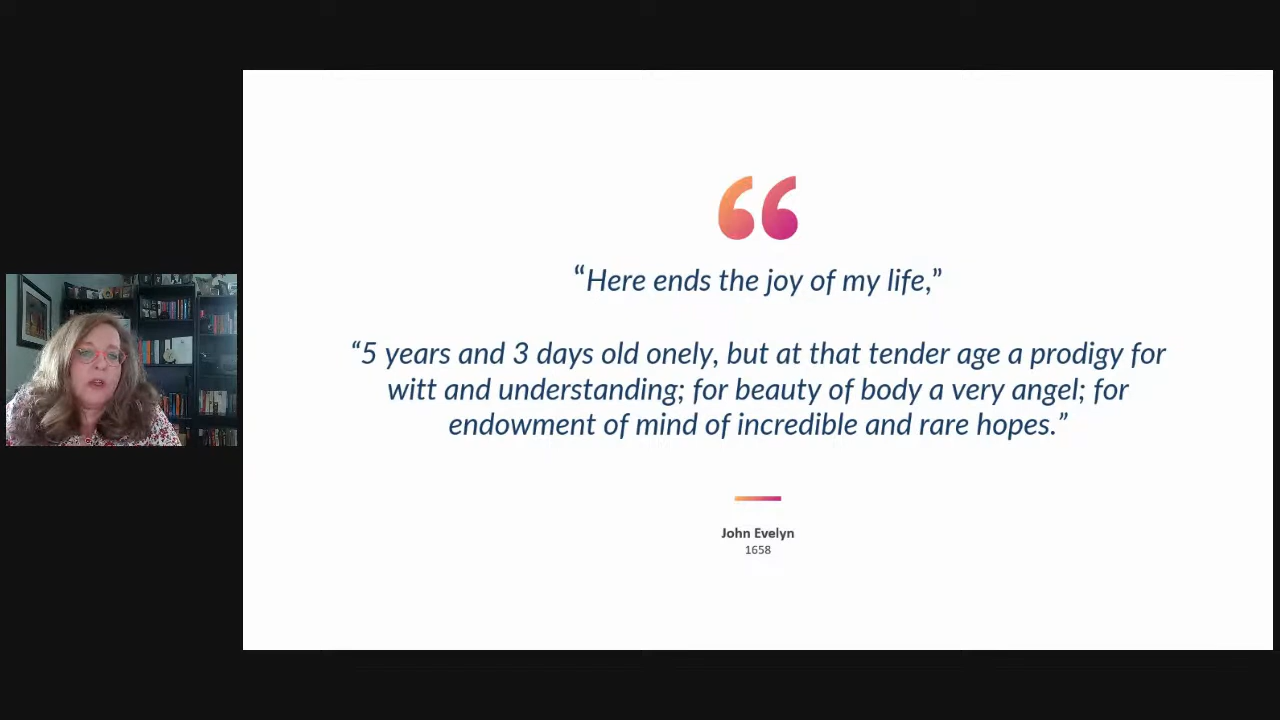 “Here ends the joy of my life,”
“5 years and 3 days old onely, but at that tender age a prodigy for
witt and understanding; for beauty of body a very angel; for
endowment of mind of incredible and rare hopes.”
John Evelyn
1658